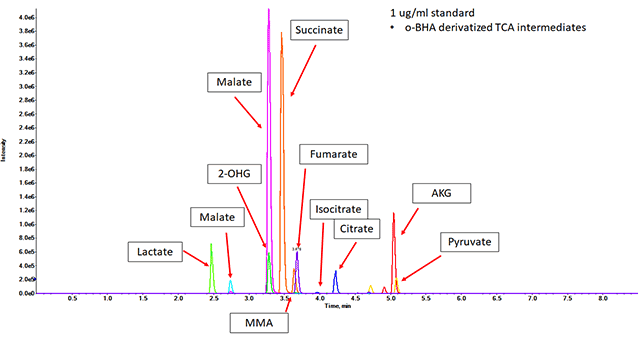 1 ug/ml standard
• o-BHA derivatized TCA intermediates
Succinate
Malate
Fumarate
2-OHG
Isocitrate
AKG
Malate
Citrate
Lactate
Pyruvate
MMA
Intensity
4.0e6
3.8e6
3.6e6
3.4e6
3.2e6
3.0e6
2.8e6
2.6e6
2.4e6
2.2e6
2.0e6
1.8e6
1.6e6
1.4e6
1.2e6
1.0e6
8.0e5
6.0e5
4.0e5
2.0e5
0.0e0
0.5 1.0 1.5 2.0 2.5 3.0 3.5 4.0 4.5 5.0 5.5 6.0 6.5 7.0 7.5 8.0 8.5
Time, min